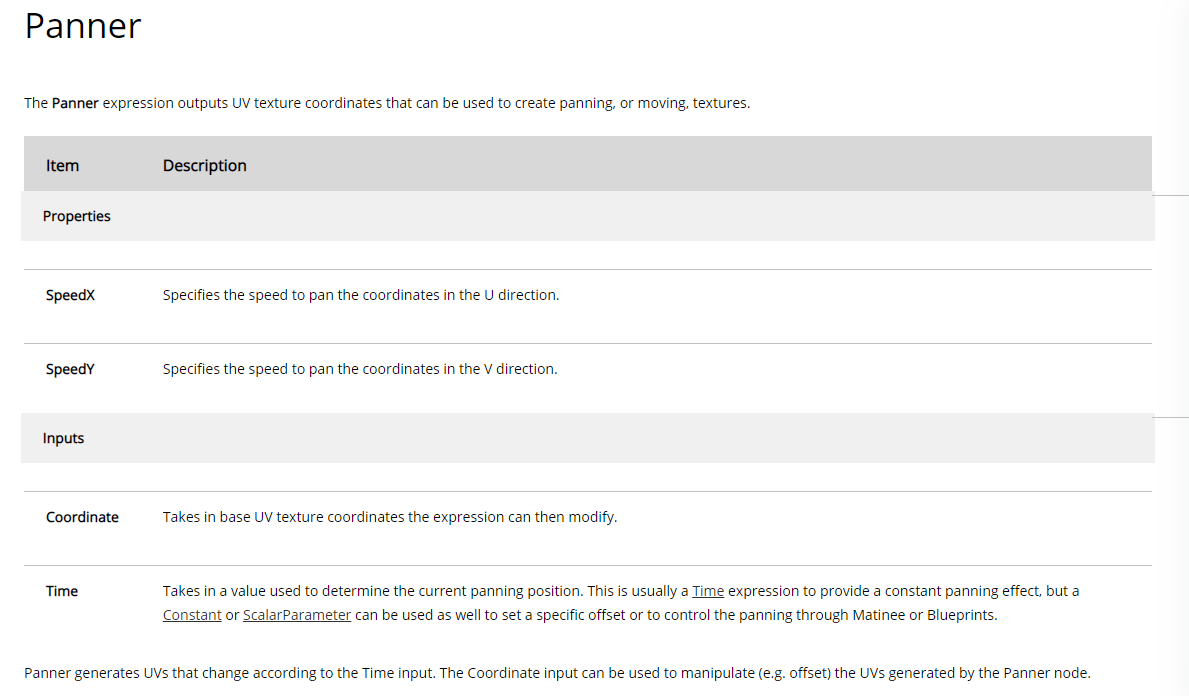 Panner
The Panner expression outputs UV texture coordinates that can be used to create panning, or moving, textures.
Item Description
Properties
SpeedX Specifies the speed to pan the coordinates in the U direction.
SpeedY Specifies the speed to pan the coordinates in the V direction.
Inputs
Coordinate Takes in base UV texture coordinates the expression can then modify.
Time Takes in a value used to determine the current panning position. This is usually a Time expression to provide a constant panning effect, but a
Constant or ScalarParameter can be used as well to set a specific offset or to control the panning through Matinee or Blueprints.
Panner generates UVs that change according to the Time input. The Coordinate input can be used to manipulate (e.g. offset) the UVs generated by the Panner node.